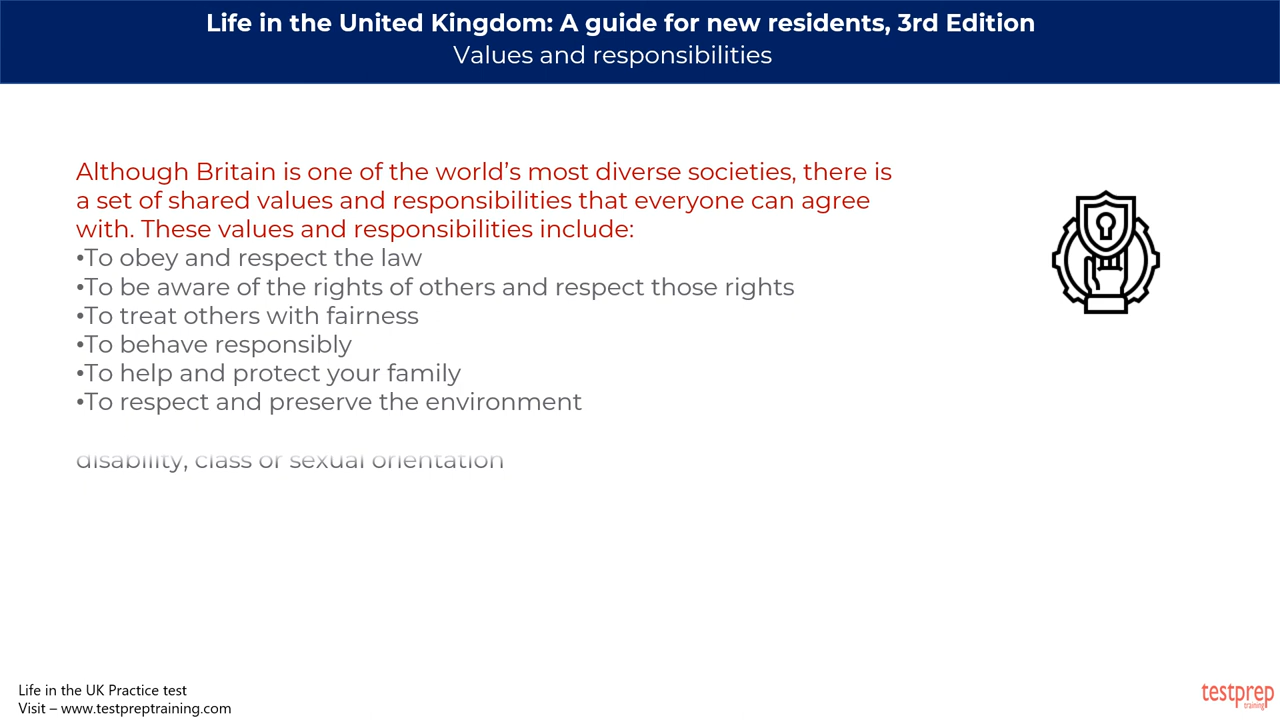 Life in the United Kingdom: A guide for new residents, 3rd Edition
Values and responsibilities
Although Britain is one of the world's most diverse societies, there is
a set of shared values and responsibilities that everyone can agree
with. These values and responsibilities include:
•To obey and respect the law
•To be aware of the rights of others and respect those rights
•To treat others with fairness
•To behave responsibly
•To help and protect your family
•To respect and preserve the environment
disability, class or sexual orientation
Life in the UK Practice test
Visit – www.testpreptraining.com
testprep
training